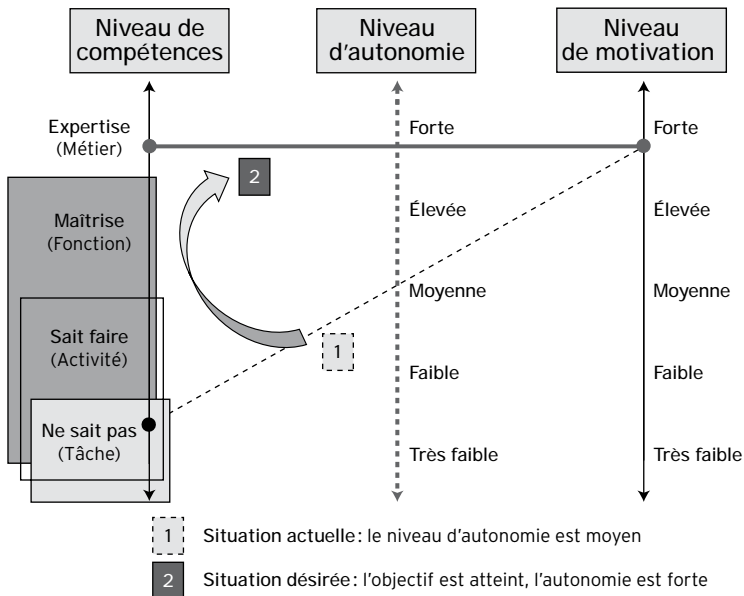 Niveau de
compétences
Niveau
d'autonomie
Niveau
de motivation
Expertise
(Métier)
Forte
Forte
2
Maîtrise
(Fonction)
Élevée
Élevée
Moyenne
Moyenne
Sait faire
(Activité)
1
Faible
Faible
Ne sait pas
(Tâche)
Très faible
Très faible
1 Situation actuelle : le niveau d'autonomie est moyen
2 Situation désirée : l'objectif est atteint, l'autonomie est forte